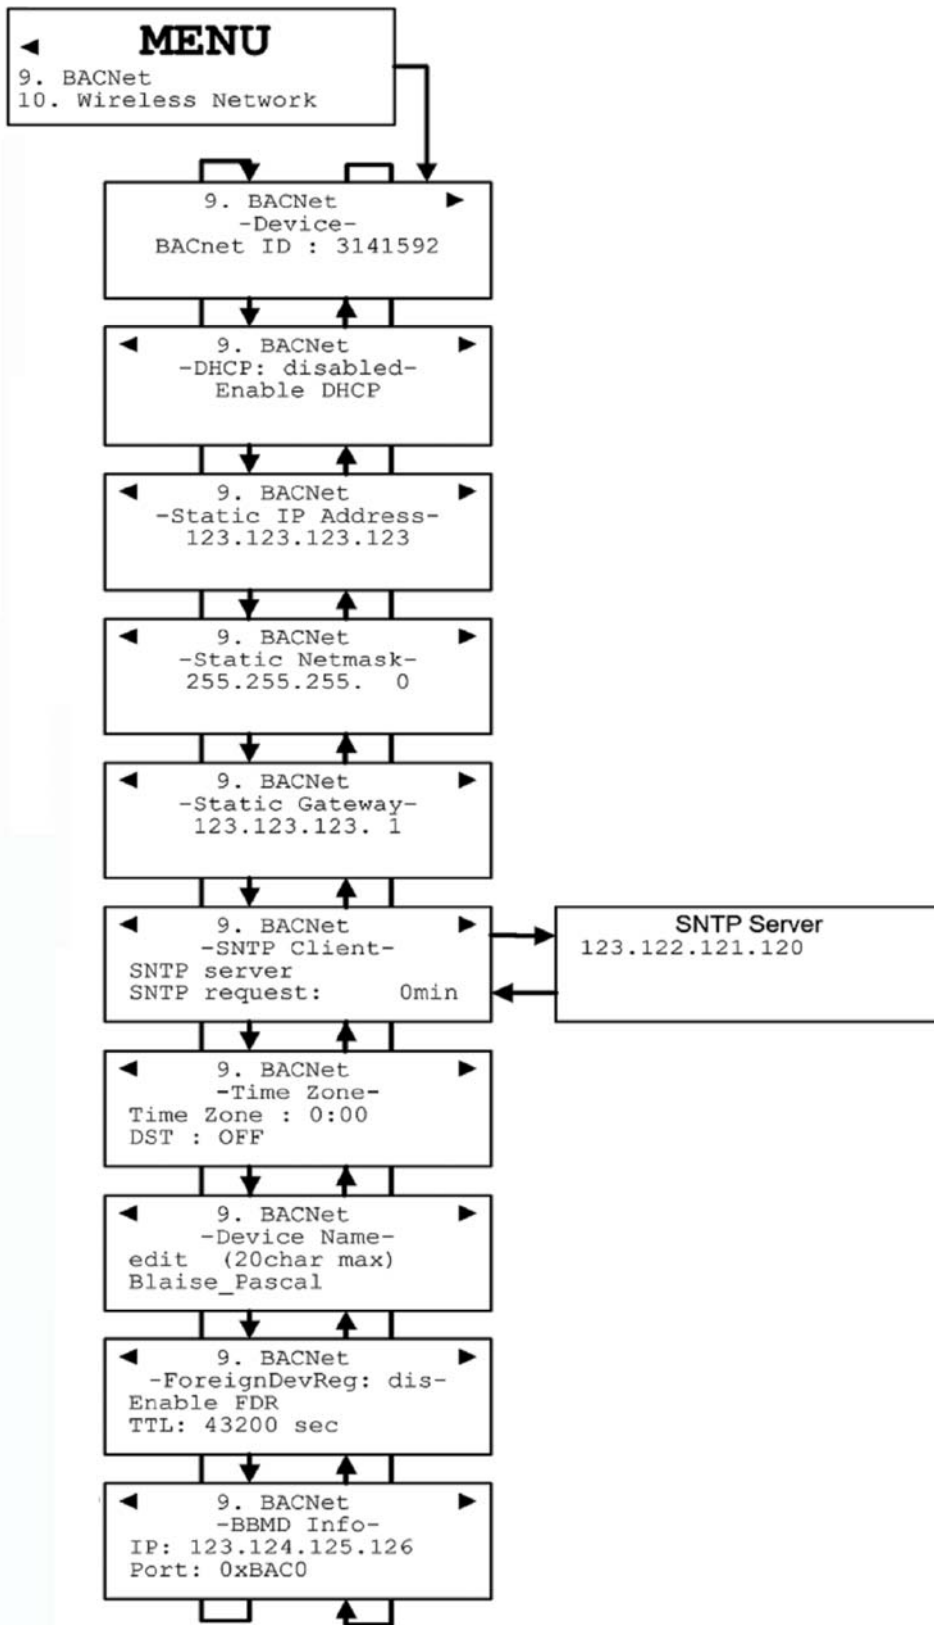 MENU
9. BACNet
10. Wireless Network
9. BACNet
-Device-
BACnet ID : 3141592
9. BACNet
-DHCP: disabled-
Enable DHCP
9. BACNet
-Static IP Address-
123.123.123.123
9. BACNet
-Static Netmask-
255.255.255.  0
9. BACNet
-Static Gateway-
123.123.123. 1
9. BACNet
-SNTP Client-
SNTP server
SNTP request:     0min
SNTP Server
123.122.121.120
9. BACNet
-Time Zone-
Time Zone : 0:00
DST : OFF
9. BACNet
-Device Name-
edit  (20char max)
Blaise_Pascal
9. BACNet
-ForeignDevReg: dis-
Enable FDR
TTL: 43200 sec
9. BACNet
-BBMD Info-
IP: 123.124.125.126
Port: 0xBAC0